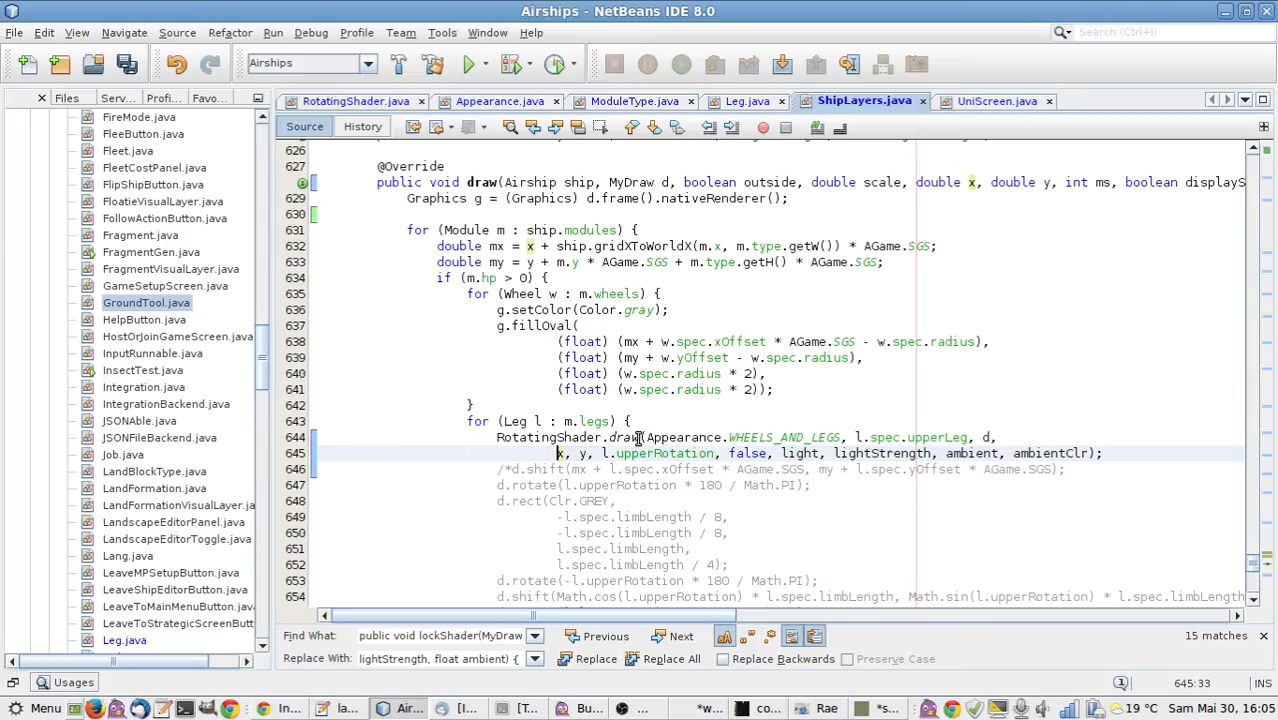 Airships - NetBeans IDE 8.0
File Edit View Navigate Source Refactor Run Debug Profile Team Tools Window Help
Search (Ctrl+I)
Airships
Files Serv... Profi... Favo...
RotatingShader.java Appearance.java ModuleType.java Leg.java ShipLayers.java UniScreen.java
Source History
FireMode.java
FleeButton.java
Fleet.java
FleetCostPanel.java
FlipShipButton.java
FloatieVisualLayer.java
FollowActionButton.java
Fragment.java
FragmentGen.java
FragmentVisualLayer.java
GameSetupScreen.java
GroundTool.java
HelpButton.java
HostOrJoinGameScreen.java
InputRunnable.java
InsectTest.java
Integration.java
IntegrationBackend.java
JSONAble.java
JSONFileBackend.java
Job.java
JoinGameScreen.java
LandFormation.java
LandFormationVisualLayer.ja
LandscapeEditorPanel.java
LandscapeEditorToggle.java
Lang.java
LeaveMPSetupButton.java
LeaveShipEditorButton.java
LeaveToMainMenuButton.java
LeaveToStrategicScreenButt
Leg.java
626
627 @Override
public void draw(Airship ship, MyDraw d, boolean outside, double scale, double x, double y, int ms, boolean displayS
629 Graphics g = (Graphics) d.frame().nativeRenderer();
630
631 for (Module m : ship.modules) {
632 double mx = x + ship.gridXToWorldX(m.x, m.type.getW()) * AGame.SGS;
633 double my = y + m.y * AGame.SGS + m.type.getH() * AGame.SGS;
634 if (m.hp > 0) {
635 for (Wheel w : m.wheels) {
636 g.setColor(Color.gray);
637 g.fillOval(
638 (float) (mx + w.spec.xOffset * AGame.SGS - w.spec.radius),
639 (float) (my + w.yOffset - w.spec.radius),
640 (float) (w.spec.radius * 2),
641 (float) (w.spec.radius * 2));
642 }
643 for (Leg l : m.legs) {
644 RotatingShader.draw(Appearance.WHEELS_AND_LEGS, l.spec.upperLeg, d,
645 x, y, l.upperRotation, false, light, lightStrength, ambient, ambientClr);
646 /*d.shift(mx + l.spec.xOffset * AGame.SGS, my + l.spec.yOffset * AGame.SGS);
647 d.rotate(l.upperRotation * 180 / Math.PI);
648 d.rect(Clr.GREY,
649 -l.spec.limbLength / 8,
650 -l.spec.limbLength / 8,
651 l.spec.limbLength,
652 l.spec.limbLength / 4);
653 d.rotate(-l.upperRotation * 180 / Math.PI);
654 d.shift(Math.cos(l.upperRotation) * l.spec.limbLength, Math.sin(l.upperRotation) * l.spec.limbLength
Find What: public void lockShader(MyDraw Previous Next 15 matches
Replace With: lightStrength, float ambient) { Replace Replace All Replace Backwards Preserve Case
Usages
1 645:33 INS
Menu Air... [I... [T... Bu... ... *w... co... Rae *s... 19 °C Sam Mai 30, 16:05
In... la...